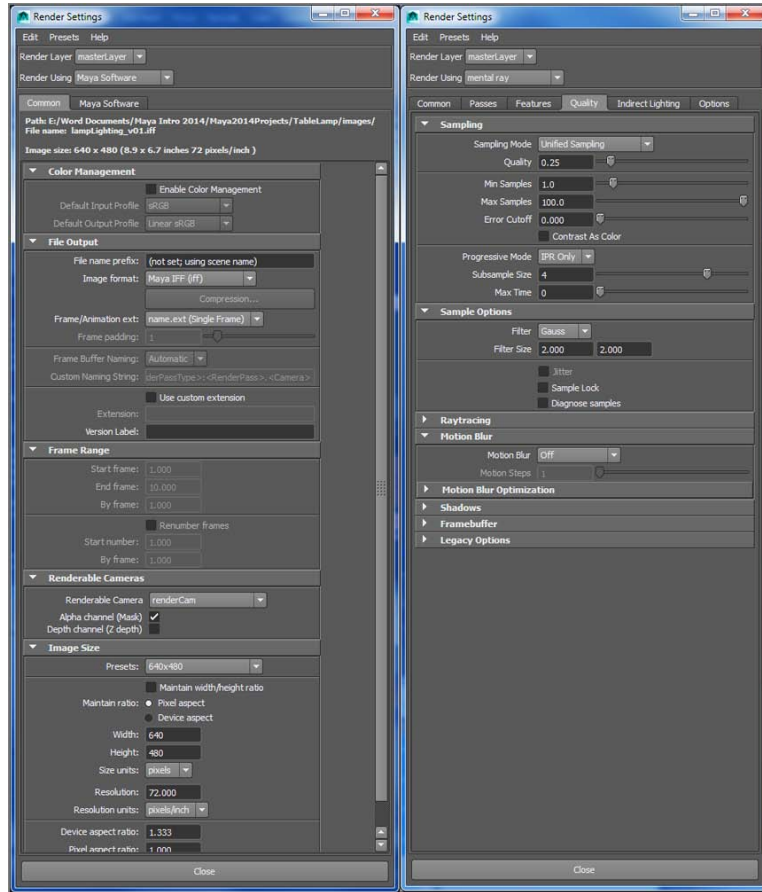 Render Settings
Edit Presets Help
Render Layer masterLayer
Render Using Maya Software
Common Maya Software
Path: E:/Word Documents/Maya Intro 2014/Maya2014Projects/TableLamp/images/
File name: lampLighting_v01.iff
Image size: 640 x 480 (8.9 x 6.7 inches 72 pixels/inch )
Color Management
Enable Color Management
Default Input Profile sRGB
Default Output Profile Linear sRGB
File Output
File name prefix: (not set; using scene name)
Image format: Maya IFF (iff)
Compression...
Frame/Animation ext: name.ext (Single Frame)
Frame padding: 1
Frame Buffer Naming: Automatic
Custom Naming String: derPassType>:<RenderPass>.<Camera>
Use custom extension
Extension:
Version Label:
Frame Range
Start frame: 1.000
End frame: 10.000
By frame: 1.000
Renumber frames
Start number: 1.000
By frame: 1.000
Renderable Cameras
Renderable Camera renderCam
Alpha channel (Mask)
Depth channel (Z depth)
Image Size
Presets: 640x480
Maintain width/height ratio
Maintain ratio: Pixel aspect
Device aspect
Width: 640
Height: 480
Size units: pixels
Resolution: 72.000
Resolution units: pixels/inch
Device aspect ratio: 1.333
Pixel aspect ratio: 1.000
Close
Render Settings
Edit Presets Help
Render Layer masterLayer
Render Using mental ray
Common Passes Features Quality Indirect Lighting Options
Sampling
Sampling Mode Unified Sampling
Quality 0.25
Min Samples 1.0
Max Samples 100.0
Error Cutoff 0.000
Contrast As Color
Progressive Mode IPR Only
Subsample Size 4
Max Time 0
Sample Options
Filter Gauss
Filter Size 2.000 2.000
Jitter
Sample Lock
Diagnose samples
Raytracing
Motion Blur
Motion Blur Off
Motion Steps 1
Motion Blur Optimization
Shadows
Framebuffer
Legacy Options
Close